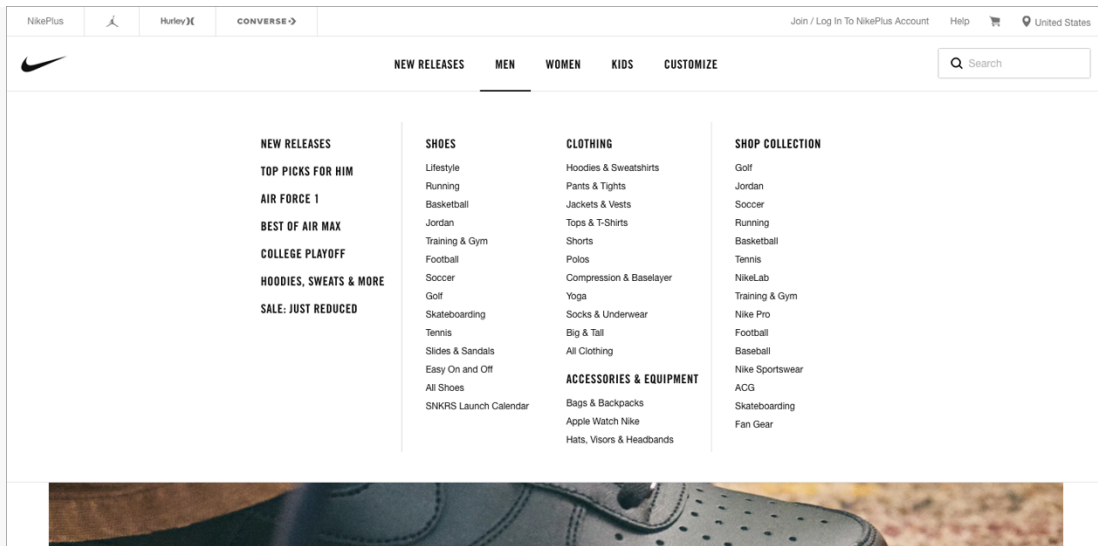 NikePlus
Hurley
CONVERSE
Join / Log In To NikePlus Account
Help
United States
NEW RELEASES
MEN
WOMEN
KIDS
CUSTOMIZE
Search
NEW RELEASES
TOP PICKS FOR HIM
AIR FORCE 1
BEST OF AIR MAX
COLLEGE PLAYOFF
HOODIES, SWEATS & MORE
SALE: JUST REDUCED
SHOES
Lifestyle
Running
Basketball
Jordan
Training & Gym
Football
Soccer
Golf
Skateboarding
Tennis
Slides & Sandals
Easy On and Off
All Shoes
SNKRS Launch Calendar
CLOTHING
Hoodies & Sweatshirts
Pants & Tights
Jackets & Vests
Tops & T-Shirts
Shorts
Polos
Compression & Baselayer
Yoga
Socks & Underwear
Big & Tall
All Clothing
ACCESSORIES & EQUIPMENT
Bags & Backpacks
Apple Watch Nike
Hats, Visors & Headbands
SHOP COLLECTION
Golf
Jordan
Soccer
Running
Basketball
Tennis
NikeLab
Training & Gym
Nike Pro
Football
Baseball
Nike Sportswear
ACG
Skateboarding
Fan Gear